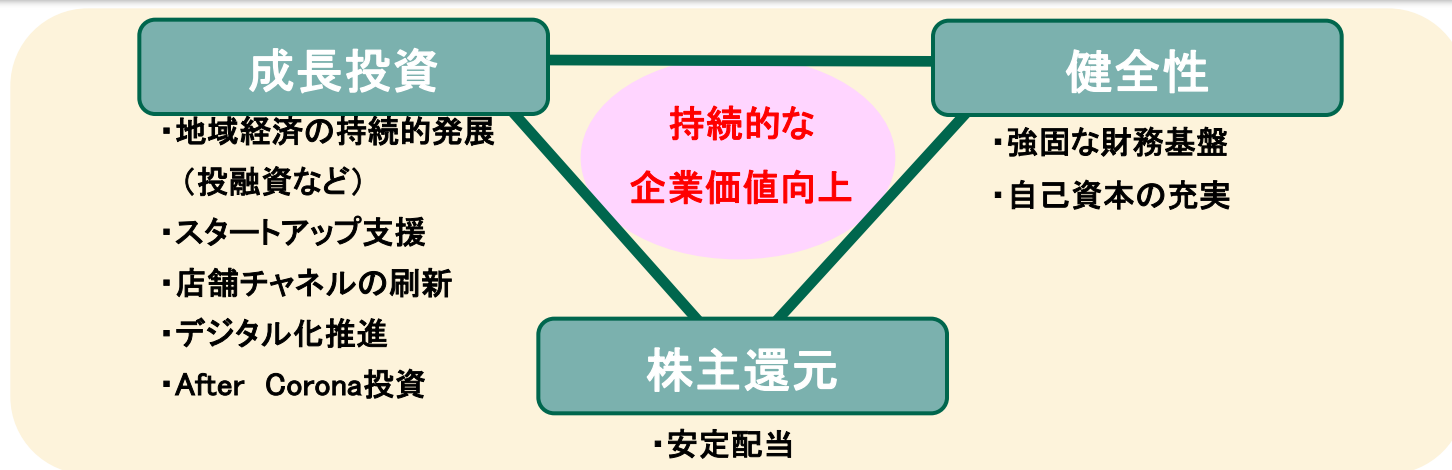 成長投資
・地域経済の持続的発展
（投融資など）
・スタートアップ支援
・店舗チャネルの刷新
・デジタル化推進
・After　Corona投資
持続的な
企業価値向上
健全性
・強固な財務基盤
・自己資本の充実
株主還元
・安定配当